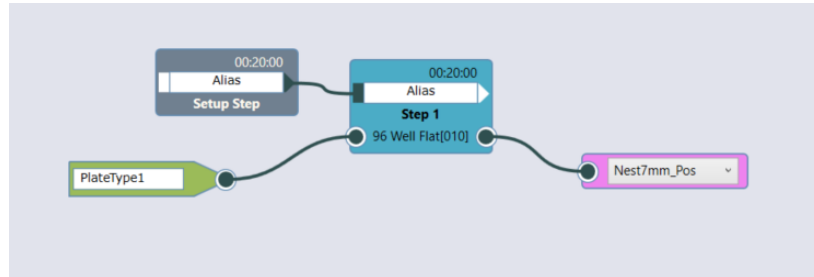 00:20:00
Alias
Setup Step
00:20:00
Alias
Step 1
96 Well Flat[010]
PlateType1
Nest7mm_Pos